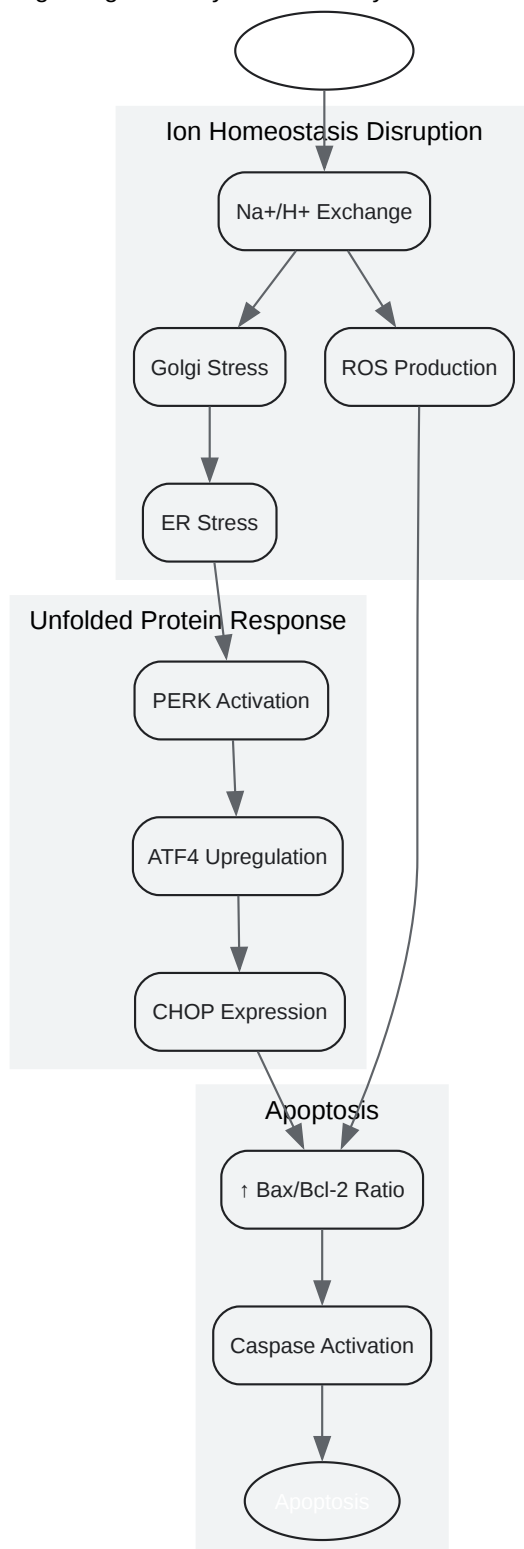 Ion Homeostasis Disruption
Na+/H+ Exchange
Golgi Stress
ROS Production
ER Stress
Unfolded Protein Response
PERK Activation
ATF4 Upregulation
CHOP Expression
Apoptosis
↑ Bax/Bcl-2 Ratio
Caspase Activation
Apoptosis